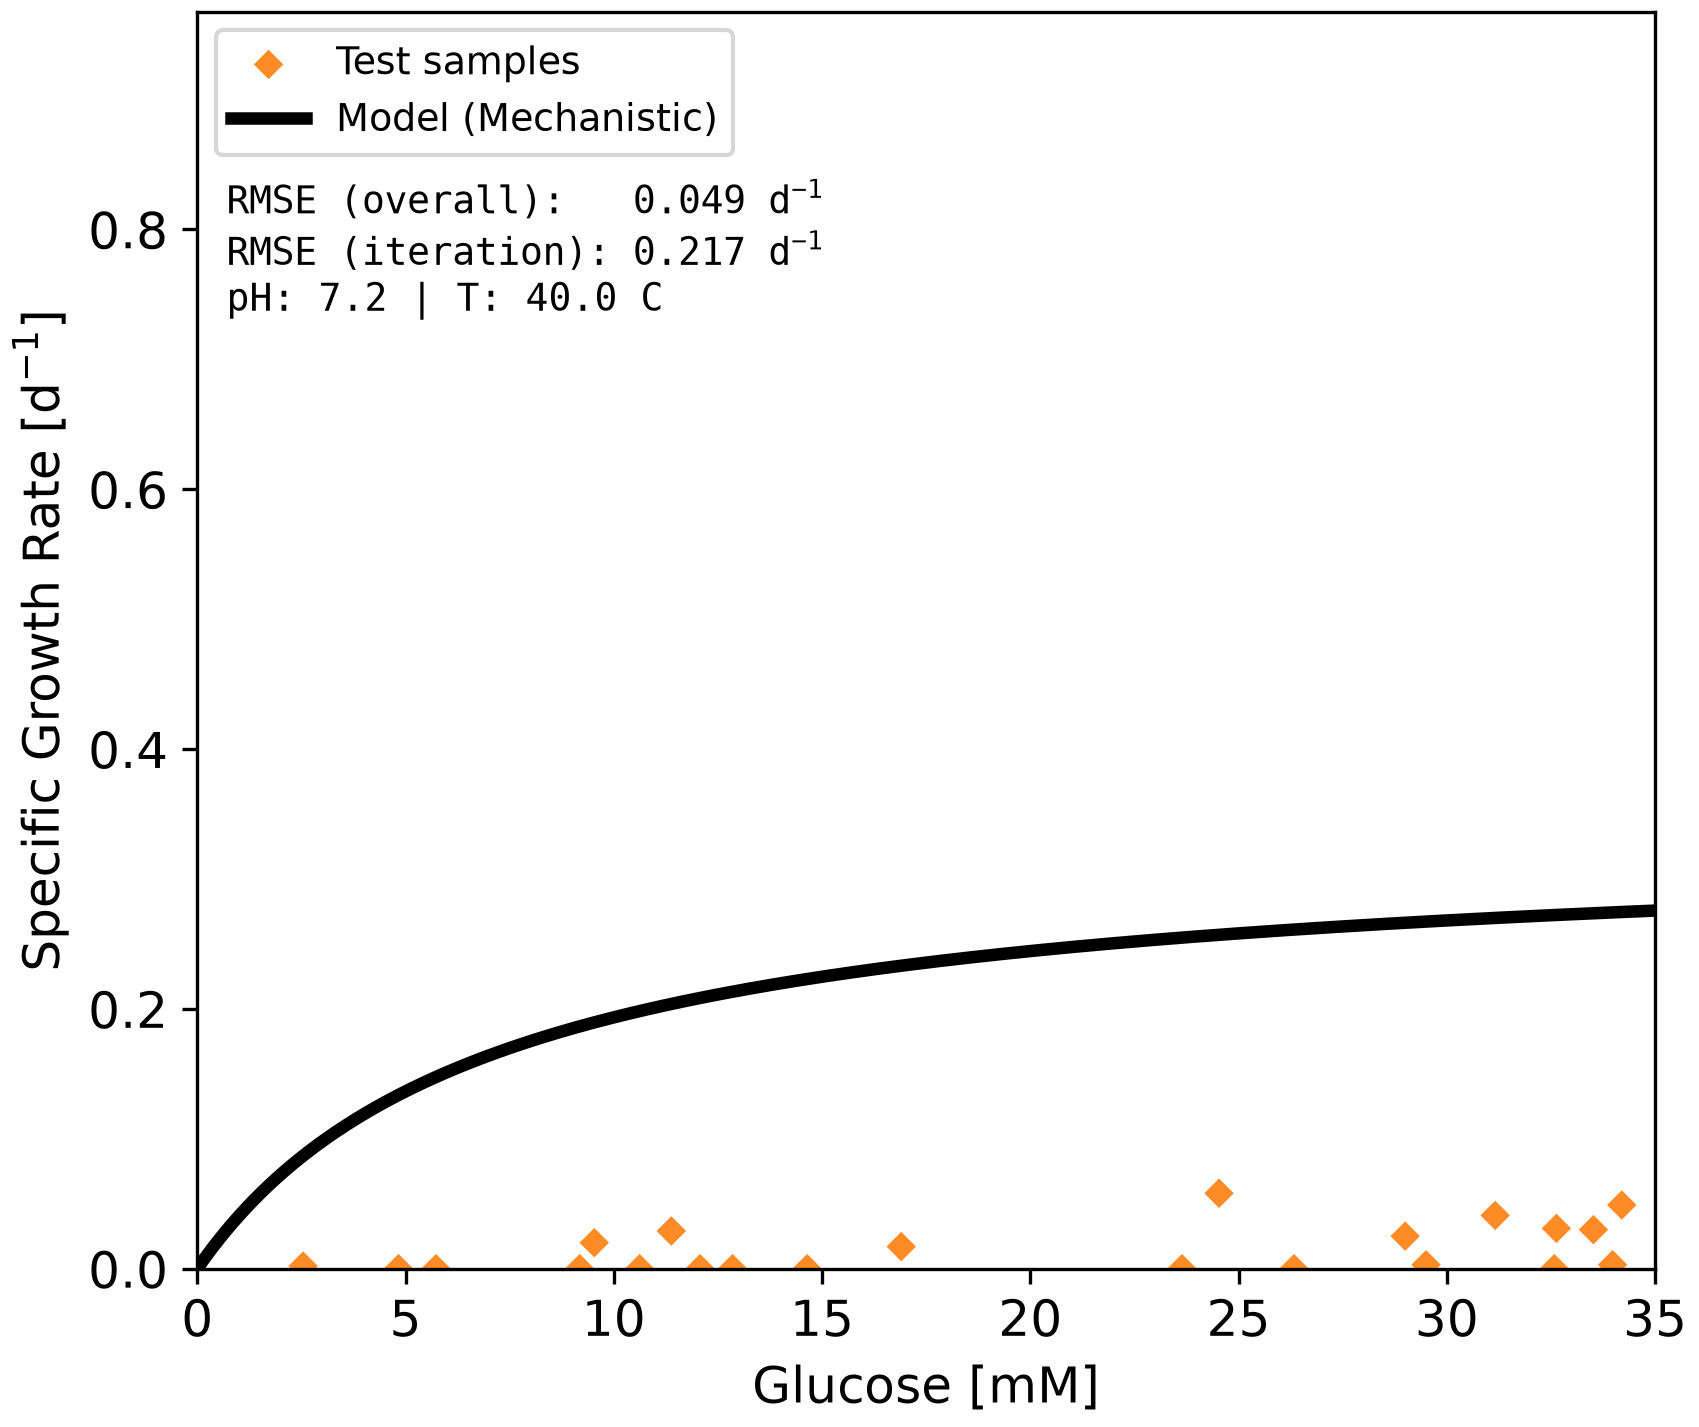 Test samples
Model (Mechanistic)
RMSE (overall):   0.049 d⁻¹
RMSE (iteration): 0.217 d⁻¹
pH: 7.2 | T: 40.0 C
Specific Growth Rate [d⁻¹]
0.8
0.6
0.4
0.2
0.0
0 5 10 15 20 25 30 35
Glucose [mM]